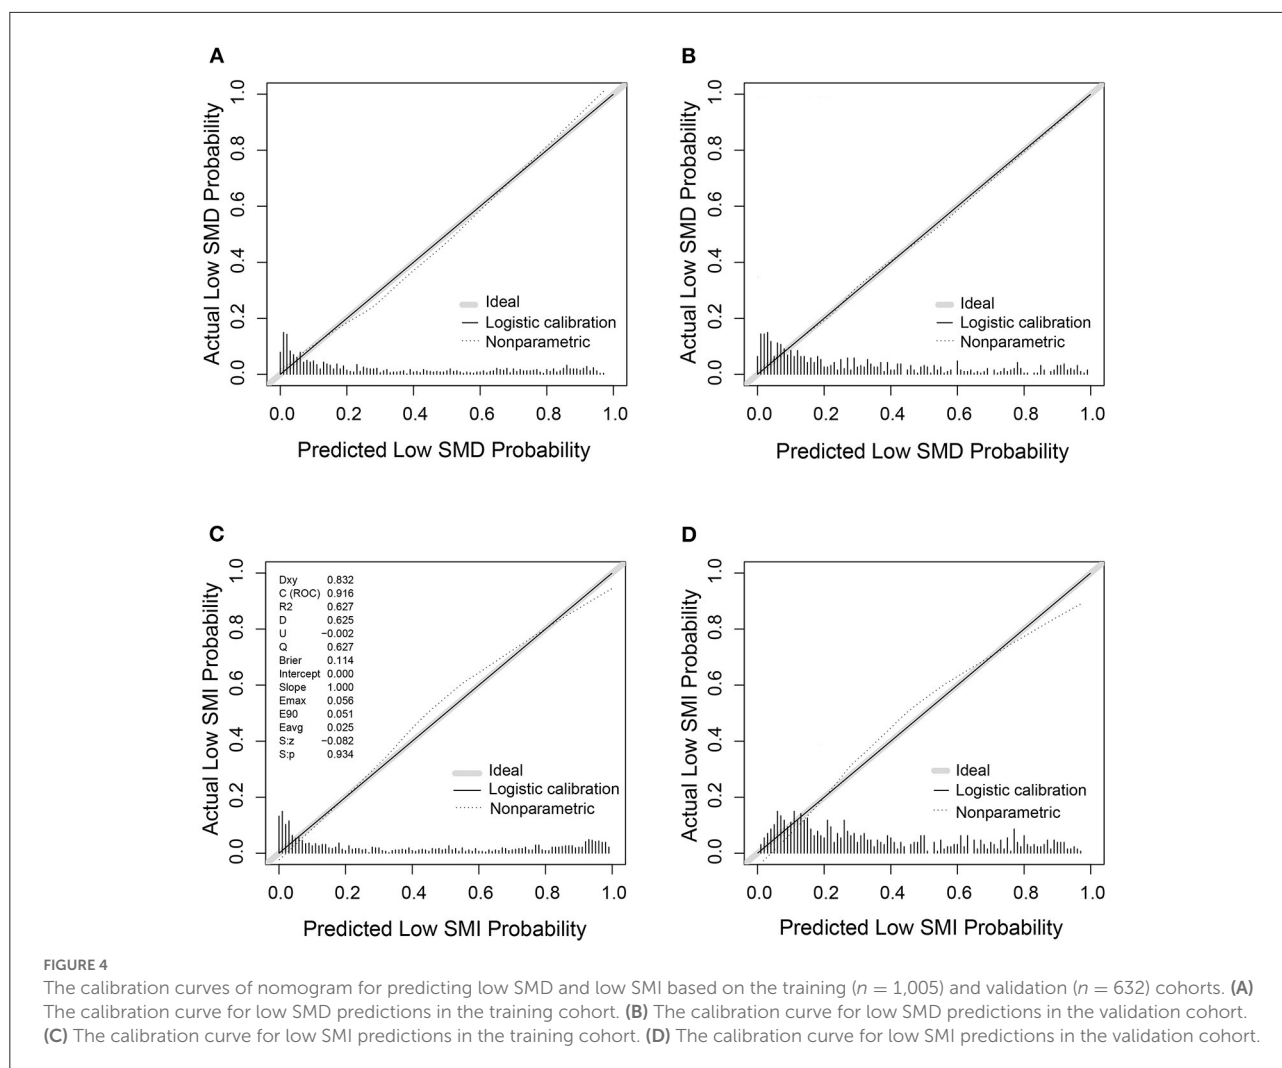 A
Actual Low SMD Probability
1.0
0.8
0.6
0.4
0.2
0.0
Ideal
Logistic calibration
Nonparametric
0.0 0.2 0.4 0.6 0.8 1.0
Predicted Low SMD Probability
B
Actual Low SMD Probability
1.0
0.8
0.6
0.4
0.2
0.0
Ideal
Logistic calibration
Nonparametric
0.0 0.2 0.4 0.6 0.8 1.0
Predicted Low SMD Probability
C
Actual Low SMI Probability
1.0
0.8
0.6
0.4
0.2
0.0
Dxy 0.832
C (ROC) 0.916
R2 0.627
D 0.625
U −0.002
Q 0.627
Brier 0.114
Intercept 0.000
Slope 1.000
Emax 0.056
E90 0.051
Eavg 0.025
S:z −0.082
S:p 0.934
Ideal
Logistic calibration
Nonparametric
0.0 0.2 0.4 0.6 0.8 1.0
Predicted Low SMI Probability
D
Actual Low SMI Probability
1.0
0.8
0.6
0.4
0.2
0.0
Ideal
Logistic calibration
Nonparametric
0.0 0.2 0.4 0.6 0.8 1.0
Predicted Low SMI Probability
FIGURE 4
The calibration curves of nomogram for predicting low SMD and low SMI based on the training (n = 1,005) and validation (n = 632) cohorts. (A)
The calibration curve for low SMD predictions in the training cohort. (B) The calibration curve for low SMD predictions in the validation cohort.
(C) The calibration curve for low SMI predictions in the training cohort. (D) The calibration curve for low SMI predictions in the validation cohort.